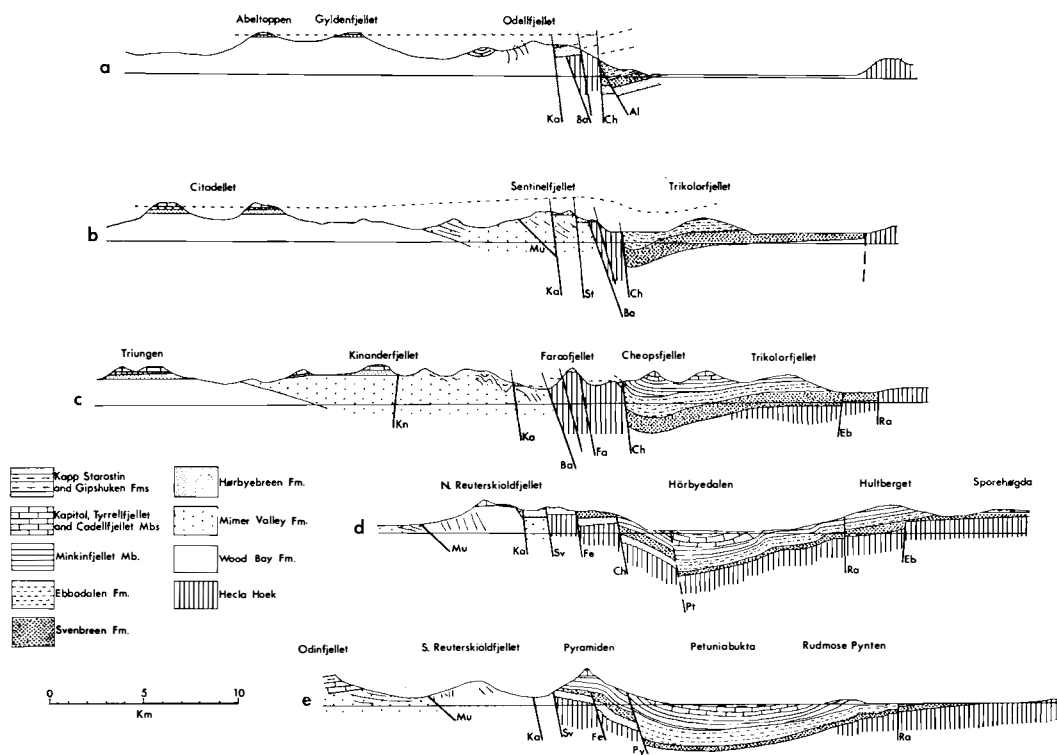 Abeltoppen Gyldenfjellet Odellfjellet
a
Ka Ba Ch Al
Citadellet Sentinelfjellet Trikolorfjellet
b
Mu
Ka St Ba Ch
Triungen Kinanderfjellet Faraofjellet Cheopsfjellet Trikolorfjellet
c
Kn Ka Ba Fa Ch Eb Ra
Kapp Starostin
and Gipshuken Fms
Kapitol, Tyrrellfjellet
and Cadellfjellet Mbs
Minkinfjellet Mb.
Ebbadalen Fm.
Svenbreen Fm.
Hørbyebreen Fm.
Mimer Valley Fm.
Wood Bay Fm.
Hecla Hoek
N. Reuterskioldfjellet Hörbyedalen Hultberget Sporehøgda
d
Mu Ka Sv Fe Ch Pt Ra Eb
Odinfjellet S. Reuterskioldfjellet Pyramiden Petuniabukta Rudmose Pynten
e
Mu Ka Sv Fe Py Ra
0 5 10
Km